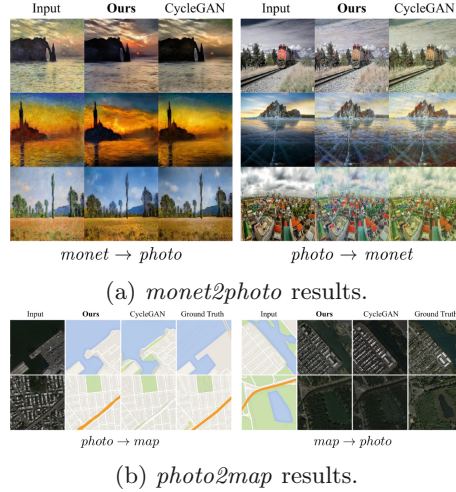 Input Ours CycleGAN Input Ours CycleGAN
monet → photo photo → monet
(a) monet2photo results.
Input Ours CycleGAN Ground Truth Input Ours CycleGAN Ground Truth
photo → map map → photo
(b) photo2map results.